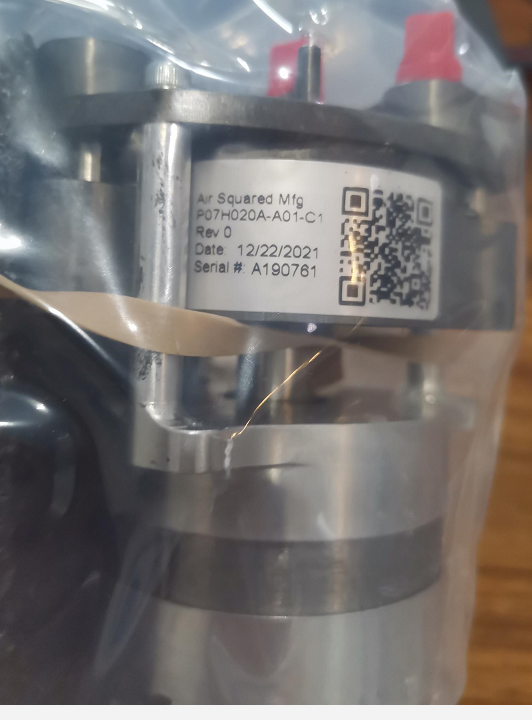 Air Squared Mfg
P07H020A-A01-C1
Rev 0
Date: 12/22/2021
Serial #: A190761